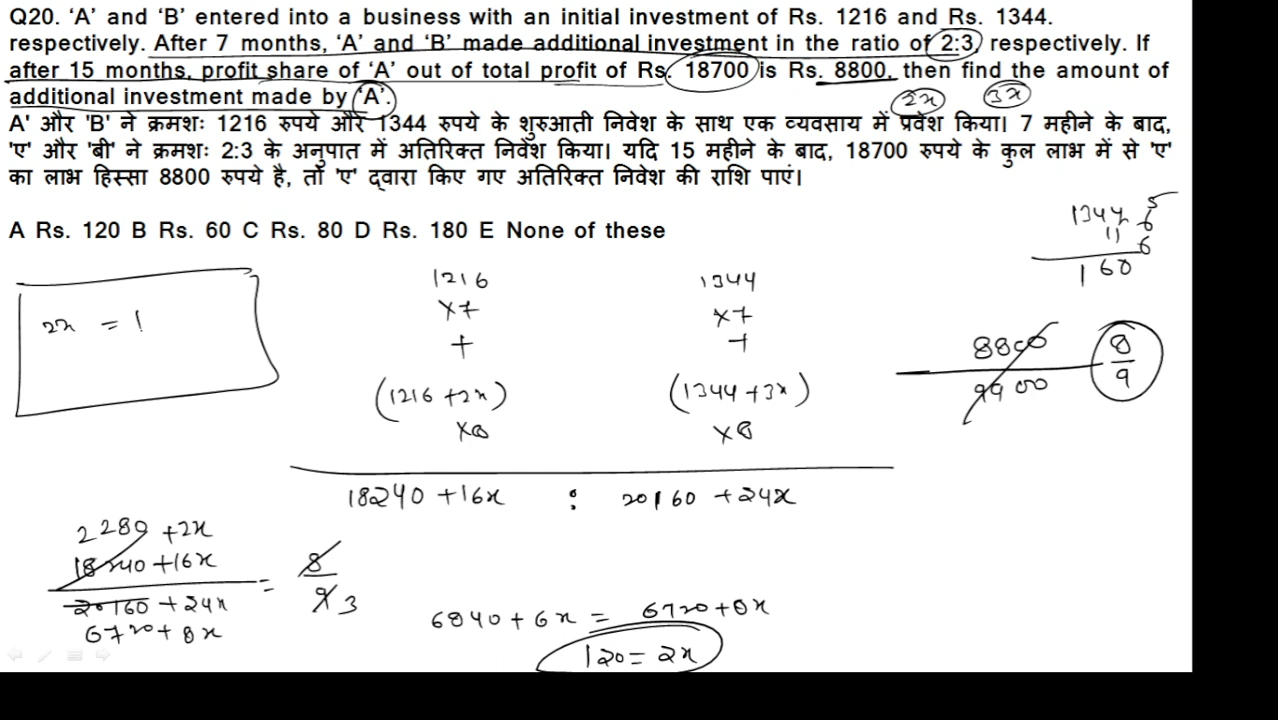 Q20. ‘A’ and ‘B’ entered into a business with an initial investment of Rs. 1216 and Rs. 1344.
respectively. After 7 months, ‘A’ and ‘B’ made additional investment in the ratio of 2:3, respectively. If
after 15 months, profit share of ‘A’ out of total profit of Rs. 18700 is Rs. 8800, then find the amount of
additional investment made by ‘A’.
2x 3x
A' और 'B' ने क्रमशः 1216 रुपये और 1344 रुपये के शुरुआती निवेश के साथ एक व्यवसाय में प्रवेश किया। 7 महीने के बाद,
'ए' और 'बी' ने क्रमशः 2:3 के अनुपात में अतिरिक्त निवेश किया। यदि 15 महीने के बाद, 18700 रुपये के कुल लाभ में से 'ए'
का लाभ हिस्सा 8800 रुपये है, तो 'ए' द्वारा किए गए अतिरिक्त निवेश की राशि पाएं।
A Rs. 120 B Rs. 60 C Rs. 80 D Rs. 180 E None of these
1344
11
160
1216 1344
×7 ×7
+ +
(1216 +2x) (1344 +3x)
×8 ×8
18240 +16x : 20160 +24x
2x = 1
8800
9900
8
9
2280 +2x
18240 +16x
20160 + 24x
6720 + 8x
=
8
9 3
6840 + 6x = 6720 + 8x
120 = 2x